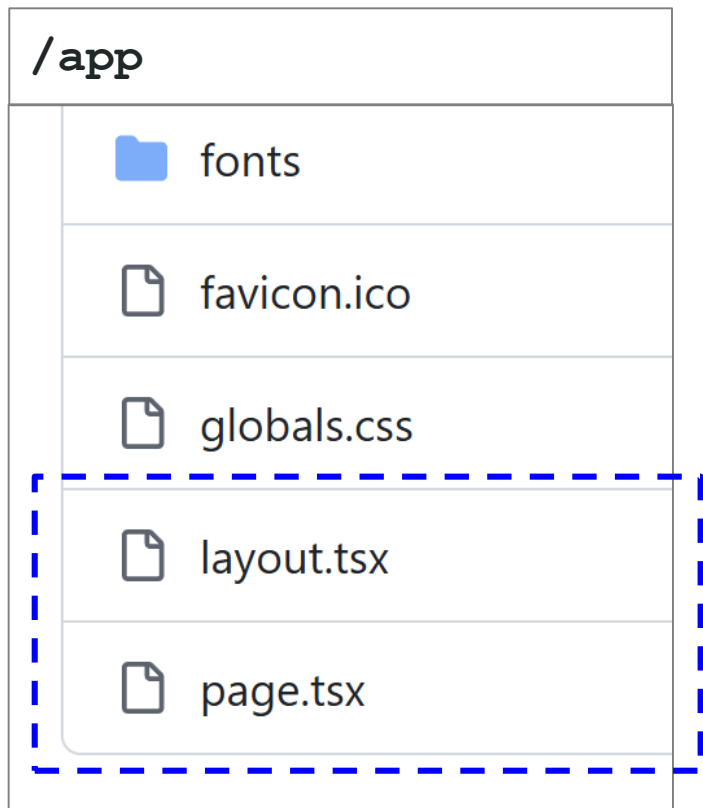 /app
fonts
favicon.ico
globals.css
layout.tsx
page.tsx